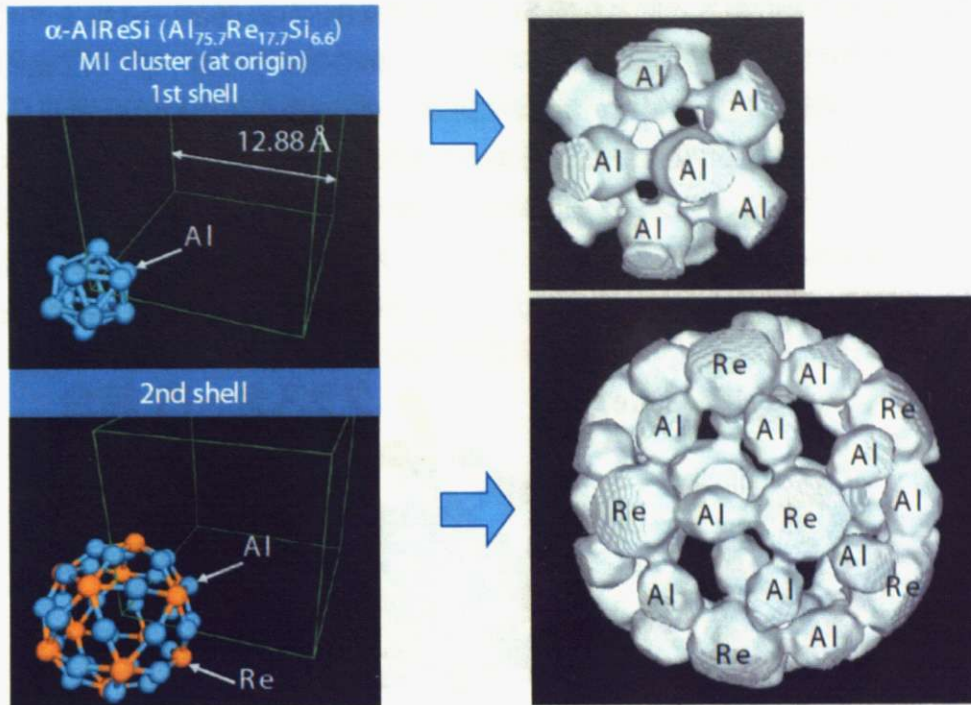 α-AlReSi (Al75.7Re17.7Si6.6)
MI cluster (at origin)
1st shell
12.88 Å
Al
Al
Al
Al
Al
Al
Al
2nd shell
Al
Re
Re
Al
Re
Al
Al
Al
Re
Al
Re
Al
Al
Al
Al
Re
Re
Al